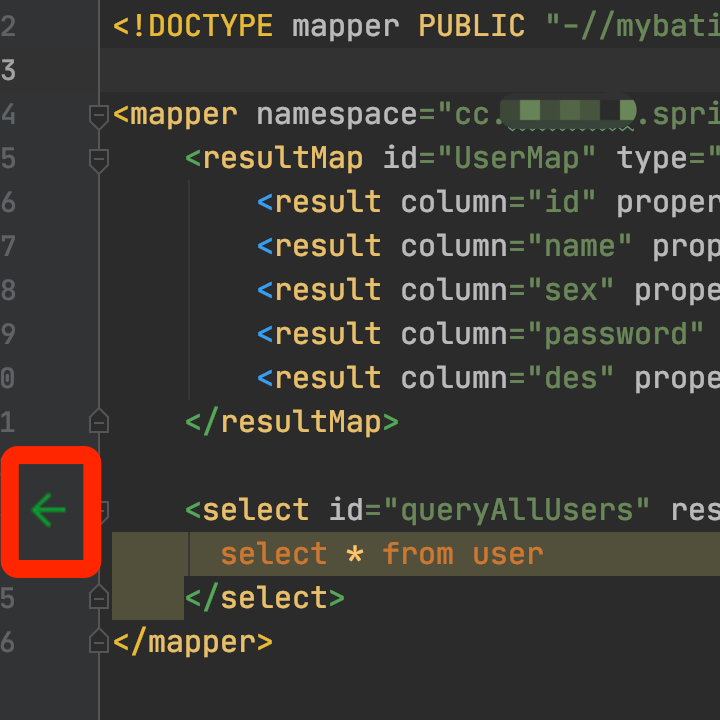 2 <!DOCTYPE mapper PUBLIC "-//mybati
3
4 <mapper namespace="cc. .spri
5 <resultMap id="UserMap" type="
6 <result column="id" proper
7 <result column="name" prop
8 <result column="sex" prope
9 <result column="password"
0 <result column="des" prope
1 </resultMap>
<select id="queryAllUsers" res
select * from user
5 </select>
6 </mapper>